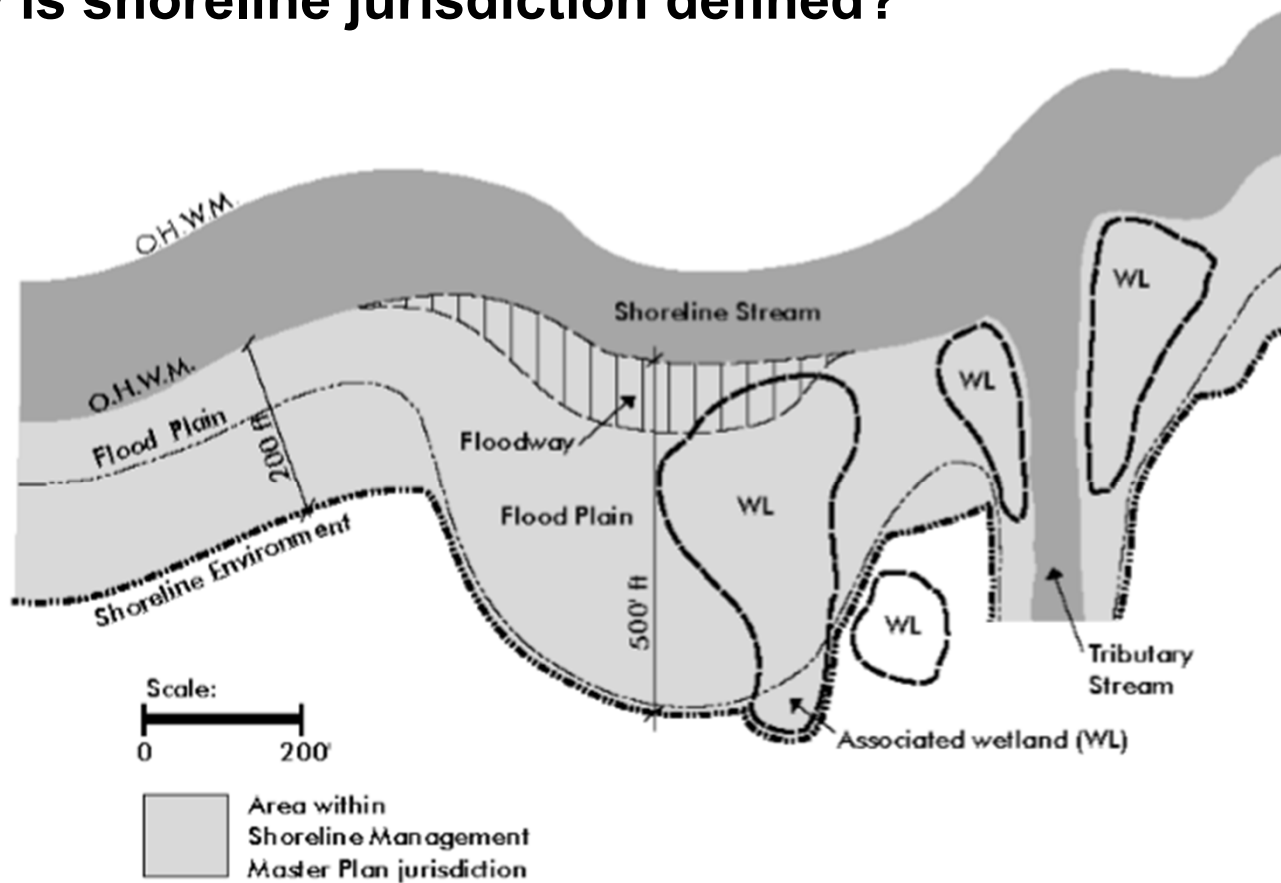 is shoreline jurisdiction defined?
O.H.W.M.
WL
Shoreline Stream
O.H.W.M.
WL
Flood Plain
200 ft
Floodway
WL
Flood Plain
Shoreline Environment
500' ft
WL
Tributary
Stream
Scale:
0 200'
Associated wetland (WL)
Area within
Shoreline Management
Master Plan jurisdiction